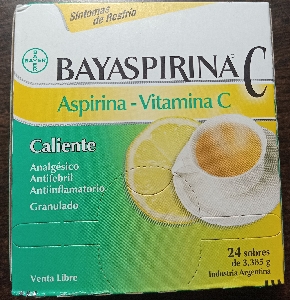 Síntomas
de Resfrío
BAYER
BAYASPIRINA C
Aspirina - Vitamina C
Caliente
Analgésico
Antifebril
Antiinflamatorio
Granulado
24 sobres
de 3,385 g
Industria Argentina
Venta Libre